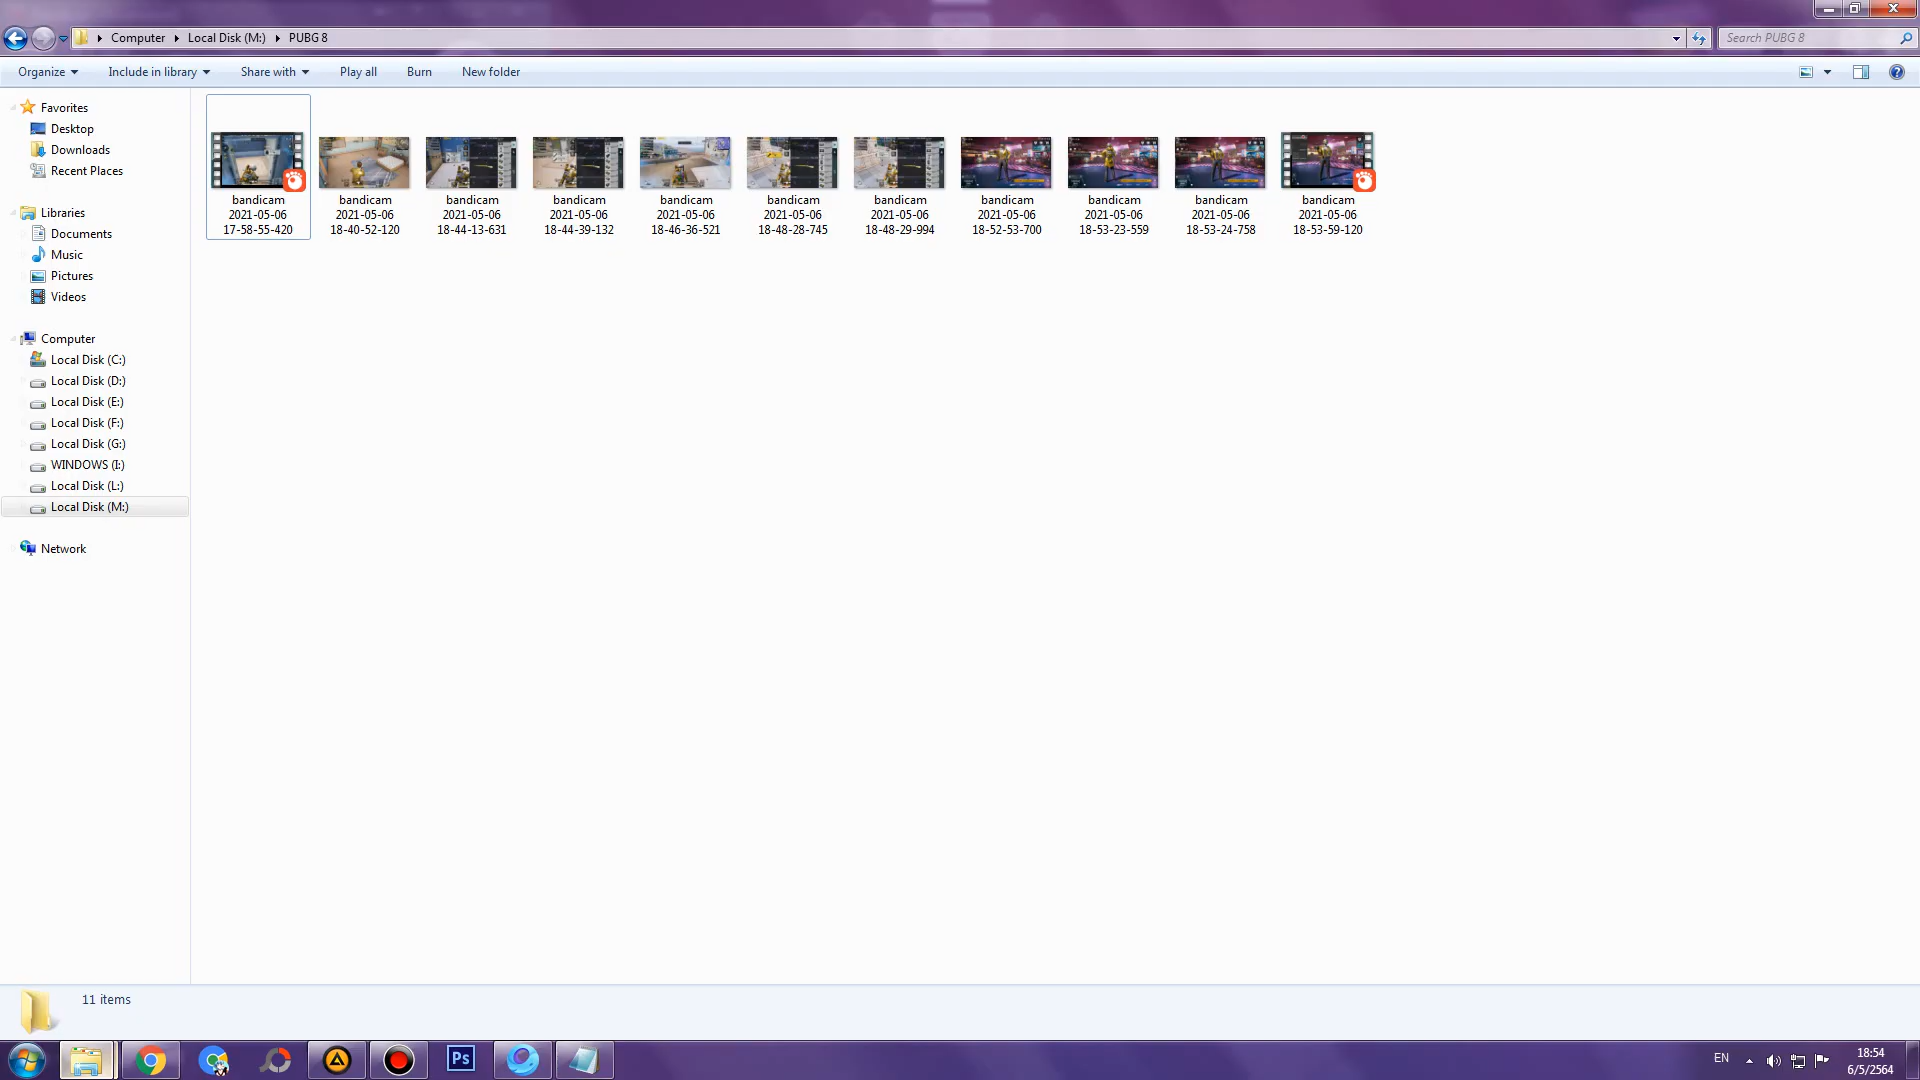 Computer Local Disk (M:) PUBG 8
Search PUBG 8
Organize Include in library Share with Play all Burn New folder
Favorites
Desktop
Downloads
Recent Places
Libraries
Documents
Music
Pictures
Videos
Computer
Local Disk (C:)
Local Disk (D:)
Local Disk (E:)
Local Disk (F:)
Local Disk (G:)
WINDOWS (I:)
Local Disk (L:)
Local Disk (M:)
Network
bandicam
2021-05-06
17-58-55-420
bandicam
2021-05-06
18-40-52-120
bandicam
2021-05-06
18-44-13-631
bandicam
2021-05-06
18-44-39-132
bandicam
2021-05-06
18-46-36-521
bandicam
2021-05-06
18-48-28-745
bandicam
2021-05-06
18-48-29-994
bandicam
2021-05-06
18-52-53-700
bandicam
2021-05-06
18-53-23-559
bandicam
2021-05-06
18-53-24-758
bandicam
2021-05-06
18-53-59-120
11 items
Ps
EN
18:54
6/5/2564